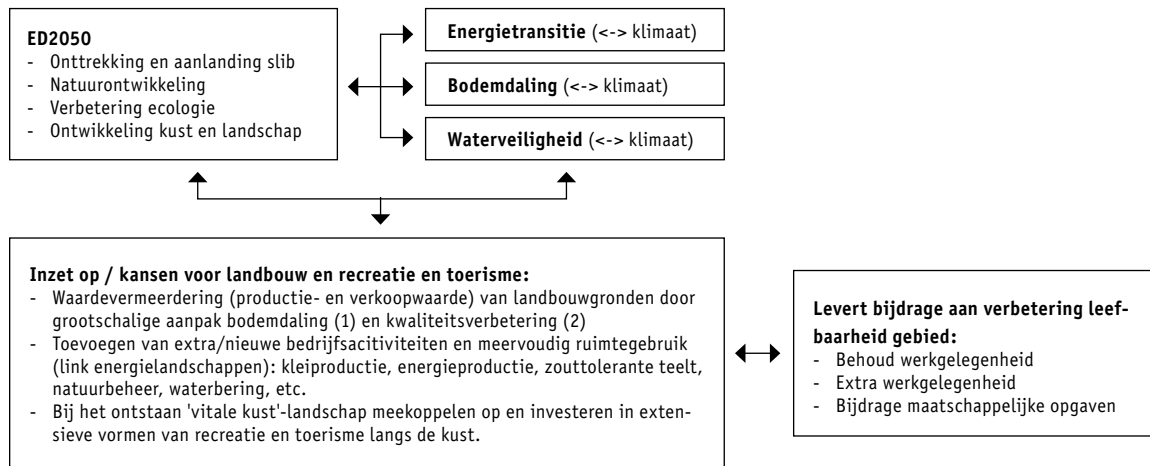 ED2050
- Onttrekking en aanlanding slib
- Natuurontwikkeling
- Verbetering ecologie
- Ontwikkeling kust en landschap
Energietransitie (<-> klimaat)
Bodemdaling (<-> klimaat)
Waterveiligheid (<-> klimaat)
Inzet op / kansen voor landbouw en recreatie en toerisme:
- Waardevermeerdering (productie- en verkoopwaarde) van landbouwgronden door
grootschalige aanpak bodemdaling (1) en kwaliteitsverbetering (2)
- Toevoegen van extra/nieuwe bedrijfsacitiviteiten en meervoudig ruimtegebruik
(link energielandschappen): kleiproductie, energieproductie, zouttolerante teelt,
natuurbeheer, waterbering, etc.
- Bij het ontstaan 'vitale kust'-landschap meekoppelen op en investeren in exten-
sieve vormen van recreatie en toerisme langs de kust.
Levert bijdrage aan verbetering leef-
baarheid gebied:
- Behoud werkgelegenheid
- Extra werkgelegenheid
- Bijdrage maatschappelijke opgaven